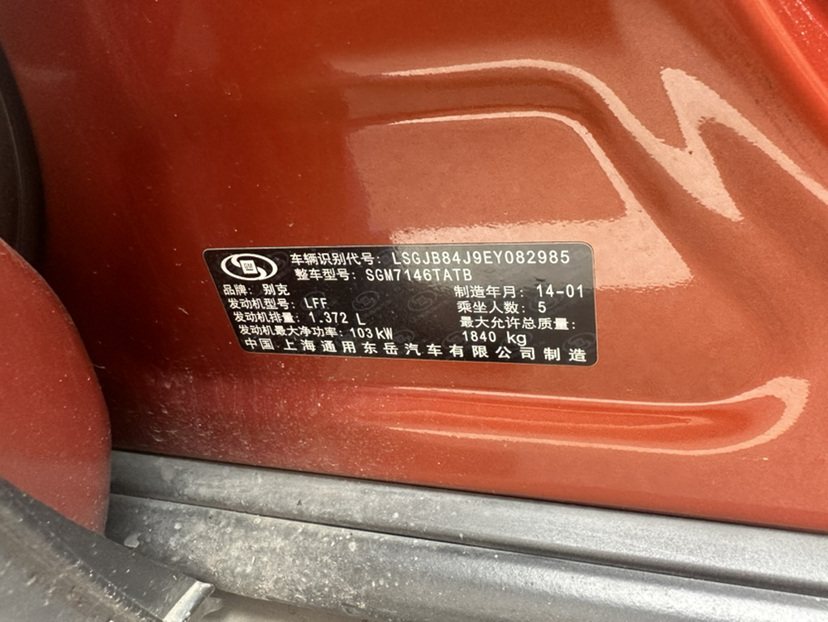 车辆识别代号: LSGJB84J9EY082985
整车型号: SGM7146TATB
品牌: 别克
制造年月: 14-01
发动机型号: LFF
乘坐人数: 5
发动机排量: 1.372 L
最大允许总质量:
发动机最大净功率: 103kW
1840 kg
中国上海通用东岳汽车有限公司制造